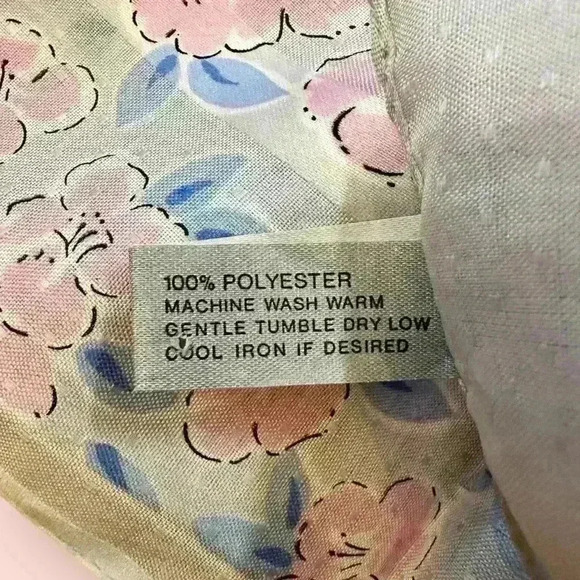 100% POLYESTER
MACHINE WASH WARM
GENTLE TUMBLE DRY LOW
COOL IRON IF DESIRED